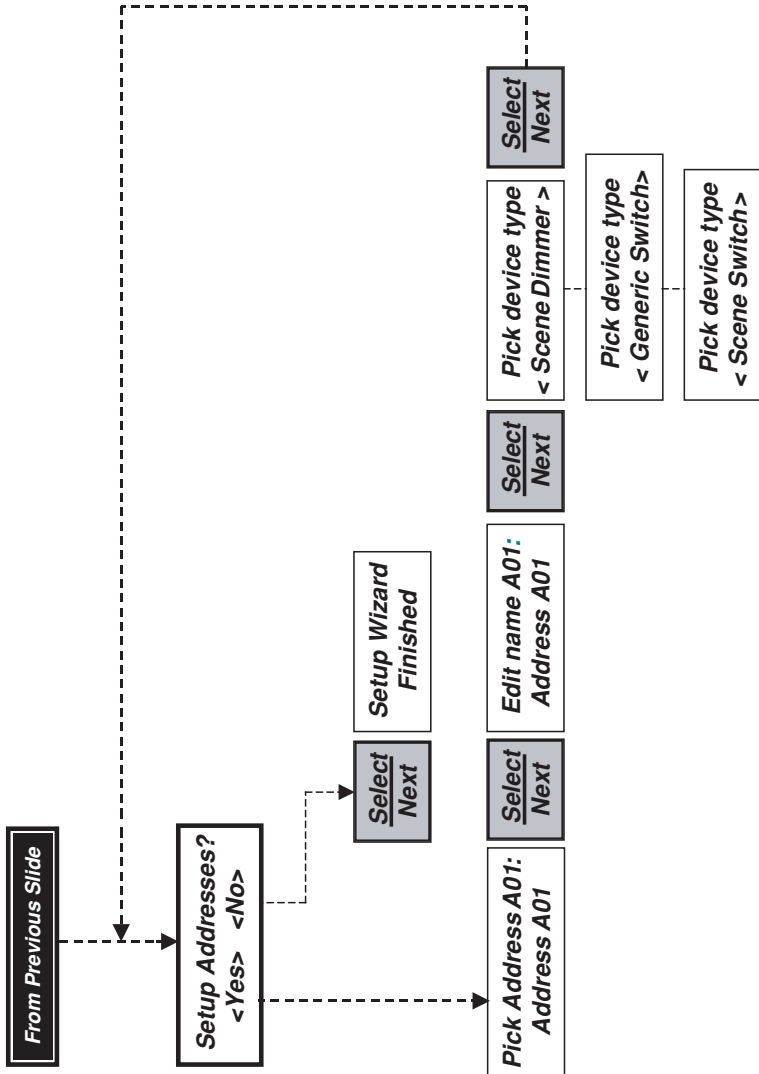 From Previous Slide
Setup Addresses?
<Yes> <No>
Select
Next
Setup Wizard
Finished
Pick Address A01:
Address A01
Select
Next
Edit name A01:
Address A01
Select
Next
Pick device type
< Scene Dimmer >
Select
Next
Pick device type
< Generic Switch>
Pick device type
< Scene Switch>